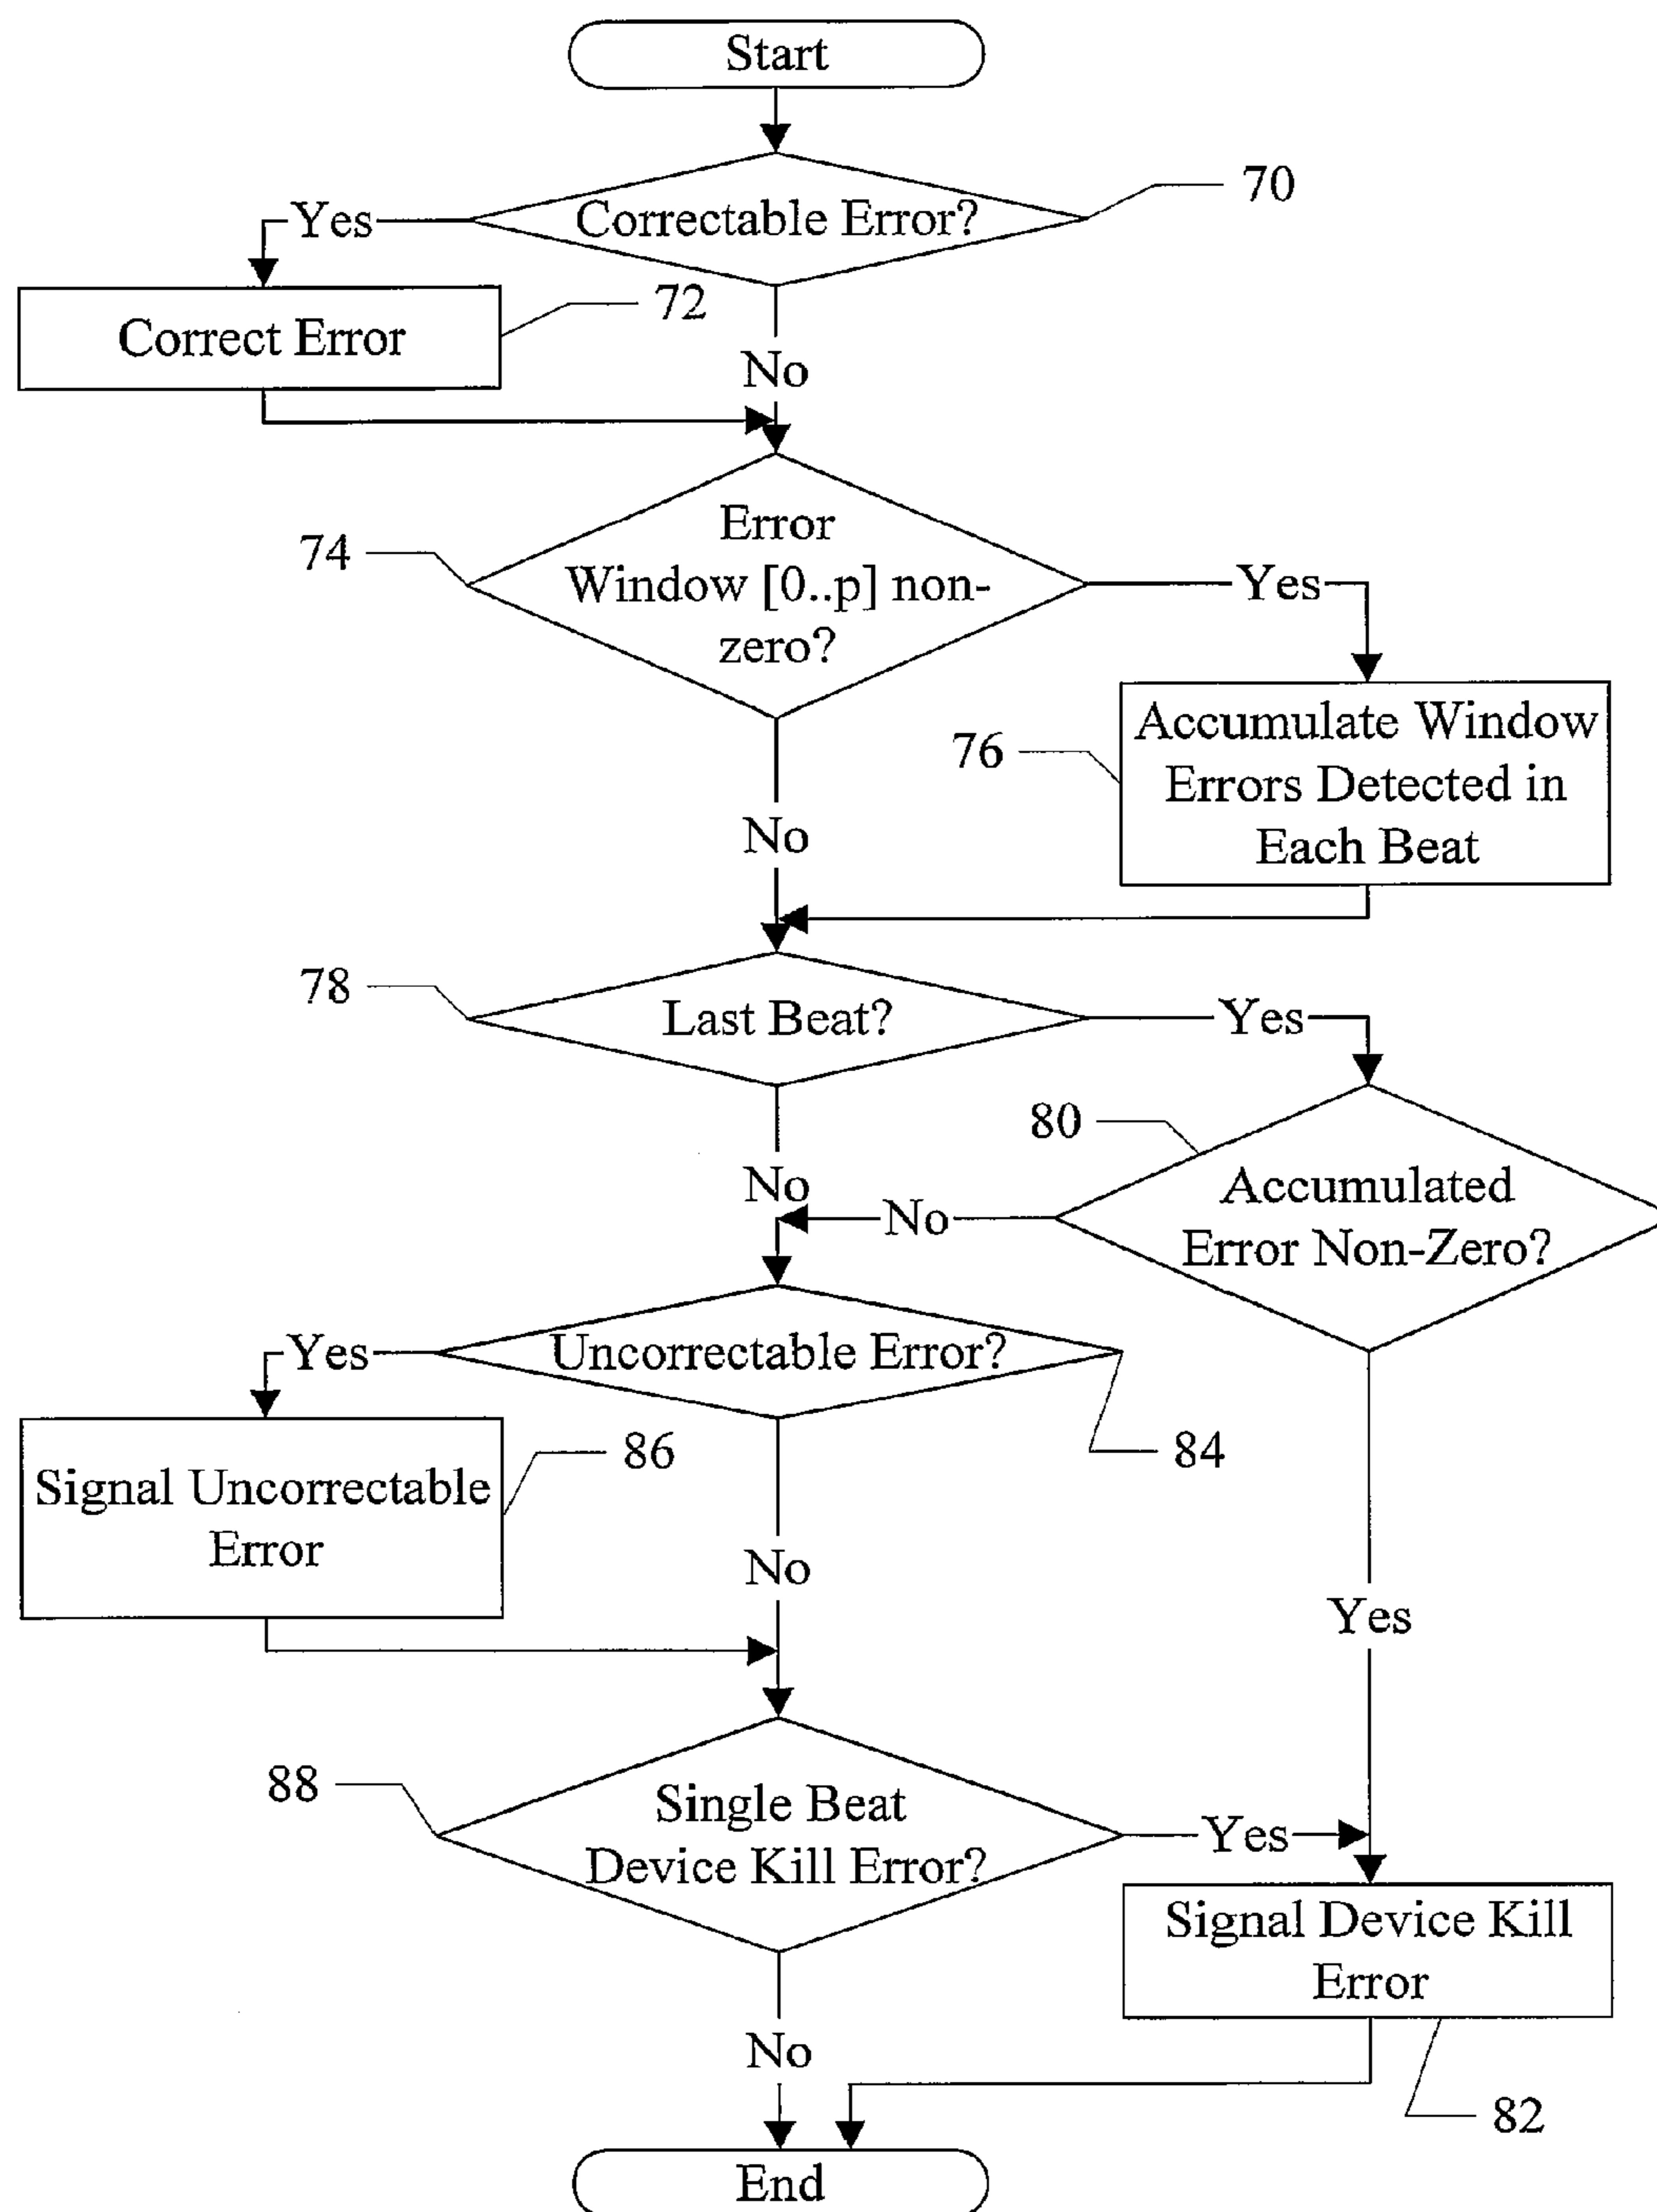 Start
70
Correctable Error?
Yes
72
Correct Error
No
Error
Window [0..p] non-
zero?
74
Yes
76
Accumulate Window
Errors Detected in
Each Beat
No
78
Last Beat?
Yes
80
No
Accumulated
Error Non-Zero?
No
Yes
Uncorrectable Error?
84
86
Signal Uncorrectable
Error
No
Yes
88
Single Beat
Device Kill Error?
Yes
Signal Device Kill
Error
No
82
End